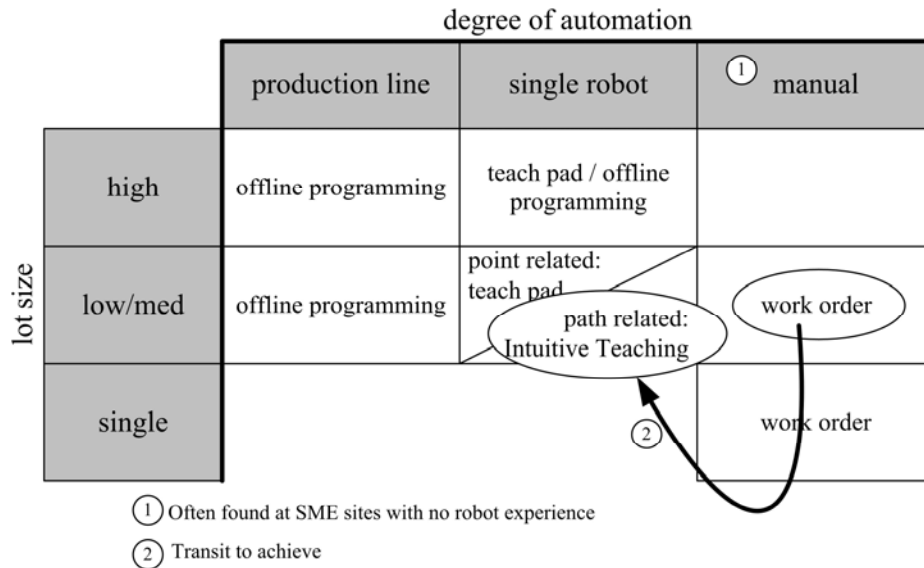 degree of automation
production line
single robot
1
manual
high
offline programming
teach pad / offline
programming
lot size
low/med
offline programming
point related:
teach pad
path related:
Intuitive Teaching
work order
single
2
work order
1 Often found at SME sites with no robot experience
2 Transit to achieve